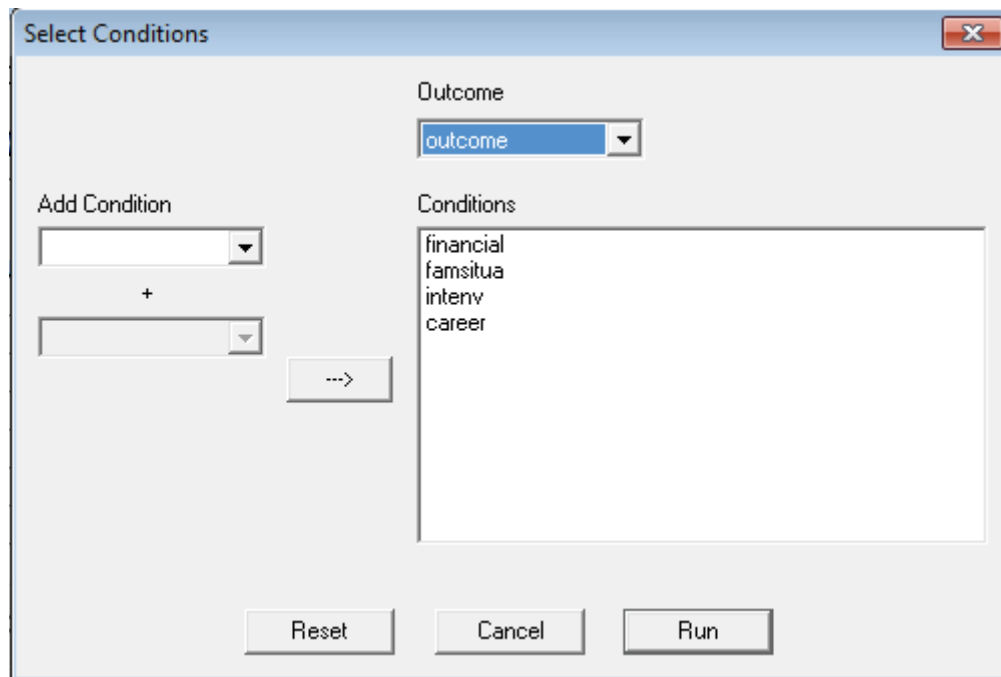 Select Conditions
Outcome
outcome
Add Condition
+
--->
Conditions
financial
famsitua
intenv
career
Reset
Cancel
Run